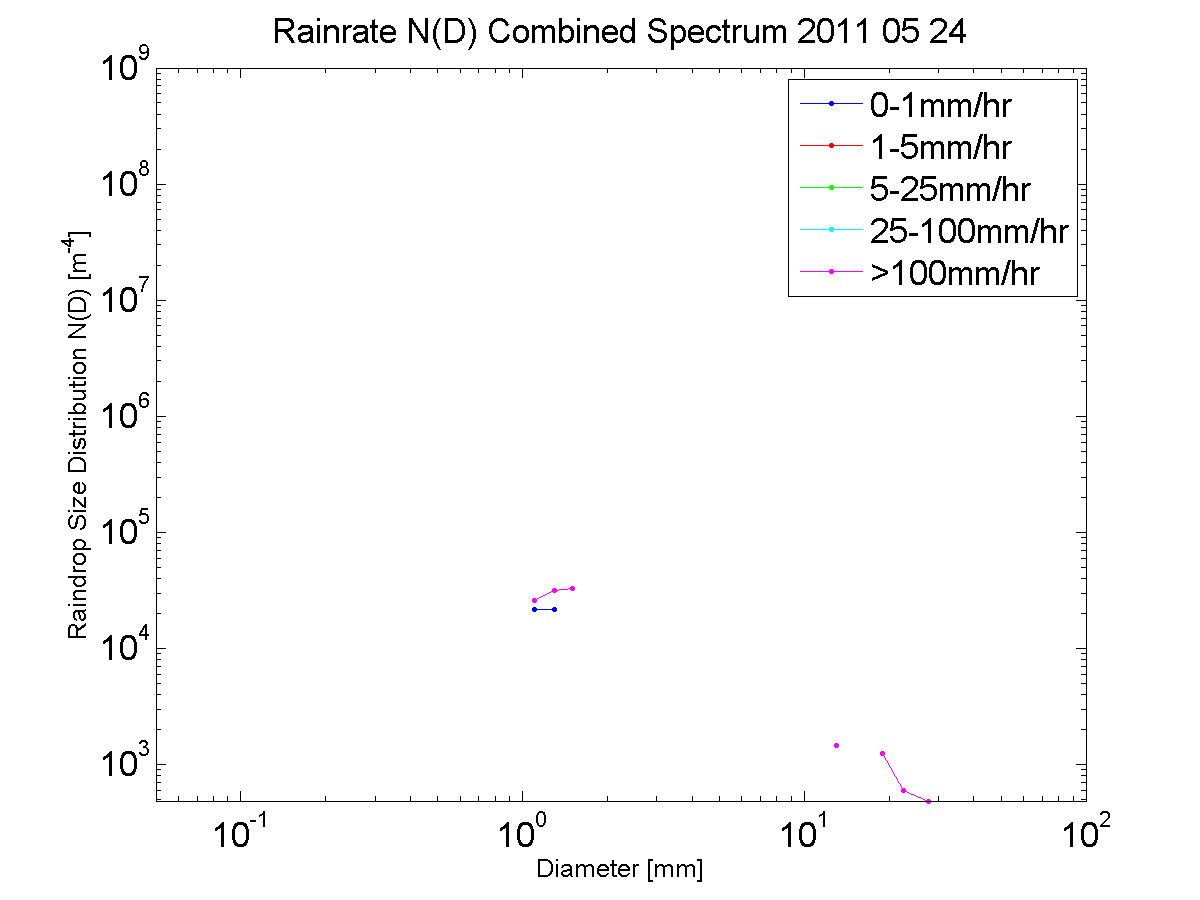 Rainrate N(D) Combined Spectrum 2011 05 24
10^9
10^8
10^7
10^6
10^5
10^4
10^3
Raindrop Size Distribution N(D) [m^-4]
0-1mm/hr
1-5mm/hr
5-25mm/hr
25-100mm/hr
>100mm/hr
10^-1 10^0 10^1 10^2
Diameter [mm]